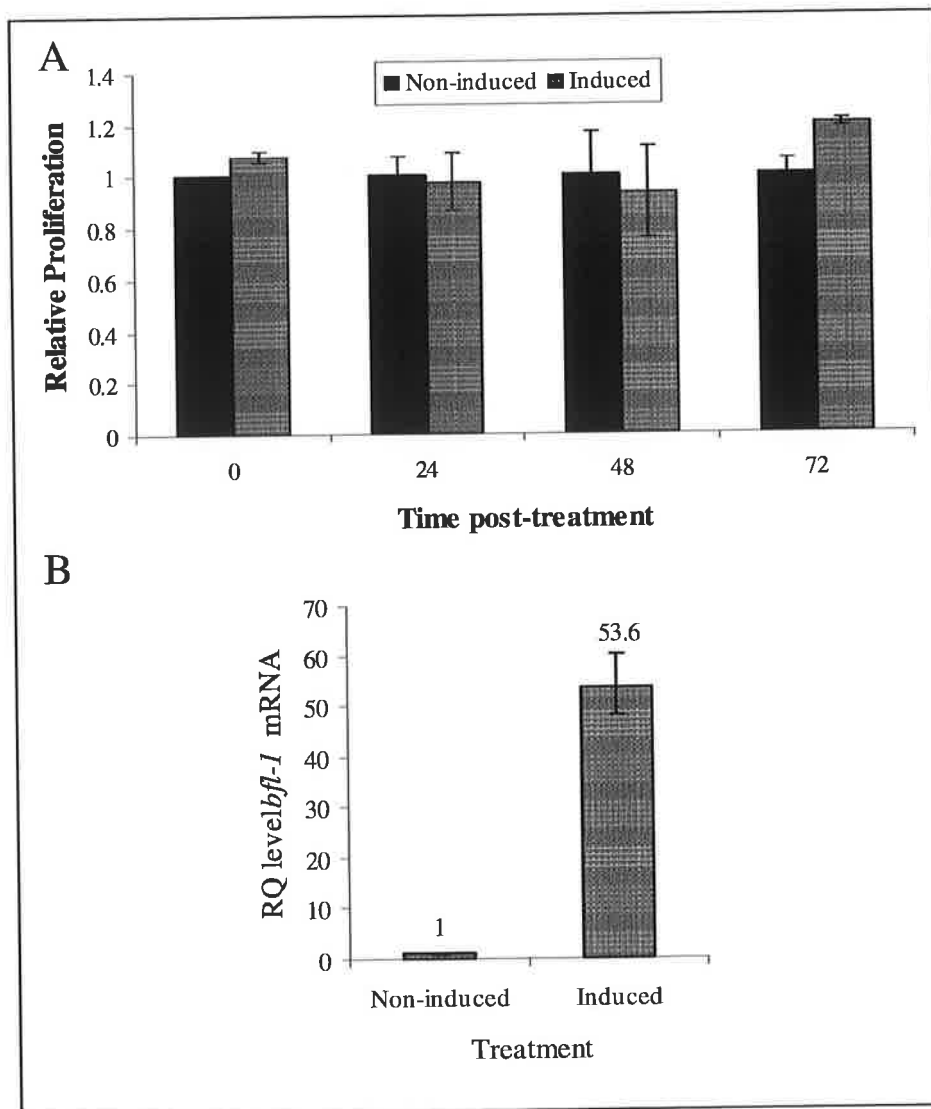 A
Non-induced Induced
1.4
1.2
1
0.8
0.6
0.4
0.2
0
Relative Proliferation
0 24 48 72
Time post-treatment
B
70
60
50
40
30
20
10
0
RQ levelbfl-1 mRNA
1
53.6
Non-induced Induced
Treatment